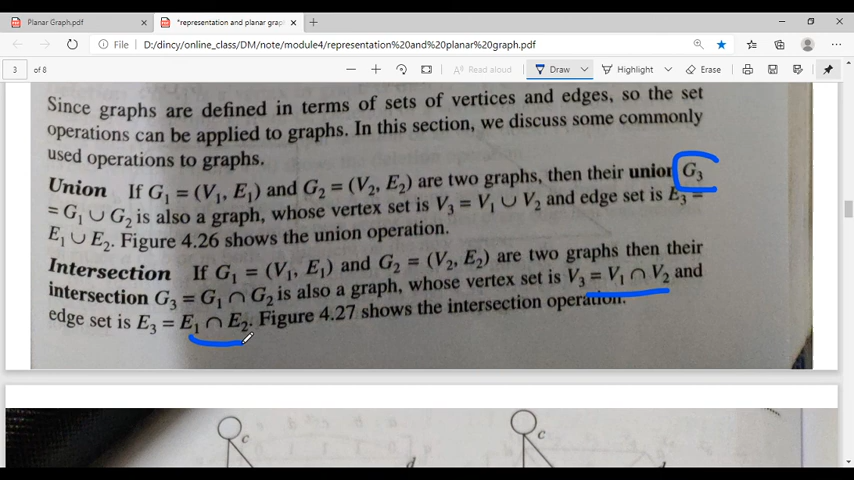 Planar Graph.pdf
*representation and planar graph
File
D:/dincy/online_class/DM/note/module4/representation%20and%20planar%20graph.pdf
3 of 8
Read aloud
Draw
Highlight
Erase
Since graphs are defined in terms of sets of vertices and edges, so the set
operations can be applied to graphs. In this section, we discuss some commonly
used operations to graphs.
Union If G₁ = (V₁, E₁) and G₂ = (V₂, E₂) are two graphs, then their union G₃
= G₁ ∪ G₂ is also a graph, whose vertex set is V₃ = V₁ ∪ V₂ and edge set is E₃ =
E₁ ∪ E₂. Figure 4.26 shows the union operation.
Intersection If G₁ = (V₁, E₁) and G₂ = (V₂, E₂) are two graphs then their
intersection G₃ = G₁ ∩ G₂ is also a graph, whose vertex set is V₃ = V₁ ∩ V₂ and
edge set is E₃ = E₁ ∩ E₂. Figure 4.27 shows the intersection operation.
c
c
d
d